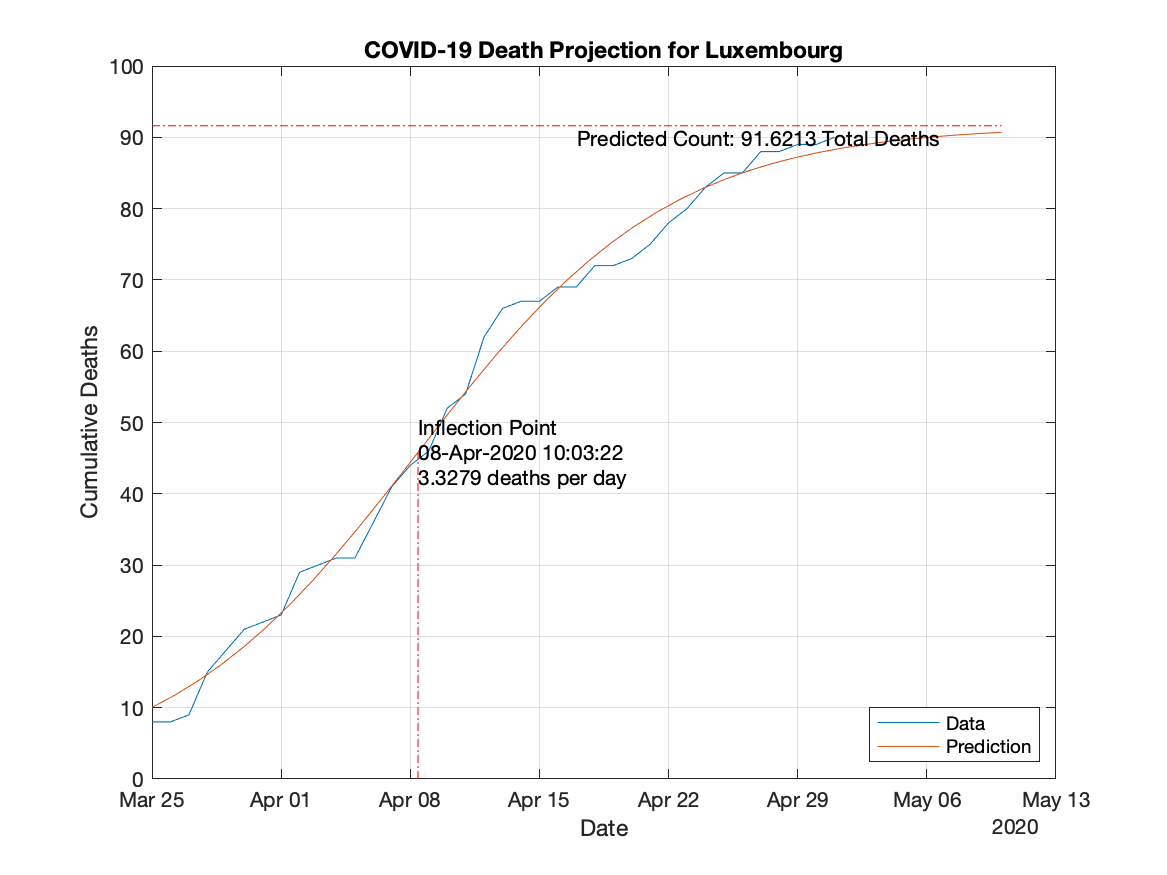 COVID-19 Death Projection for Luxembourg
100
90
80
70
60
50
40
30
20
10
0
Cumulative Deaths
Predicted Count: 91.6213 Total Deaths
Inflection Point
08-Apr-2020 10:03:22
3.3279 deaths per day
Data
Prediction
Mar 25 Apr 01 Apr 08 Apr 15 Apr 22 Apr 29 May 06 May 13
Date
2020